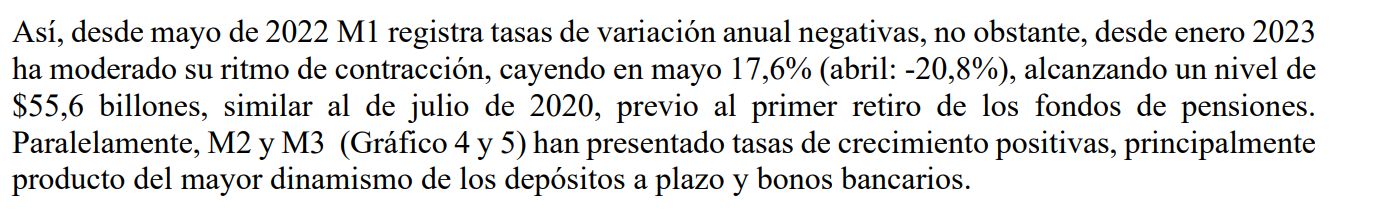 Así, desde mayo de 2022 M1 registra tasas de variación anual negativas, no obstante, desde enero 2023
ha moderado su ritmo de contracción, cayendo en mayo 17,6% (abril: -20,8%), alcanzando un nivel de
$55,6 billones, similar al de julio de 2020, previo al primer retiro de los fondos de pensiones.
Paralelamente, M2 y M3 (Gráfico 4 y 5) han presentado tasas de crecimiento positivas, principalmente
producto del mayor dinamismo de los depósitos a plazo y bonos bancarios.